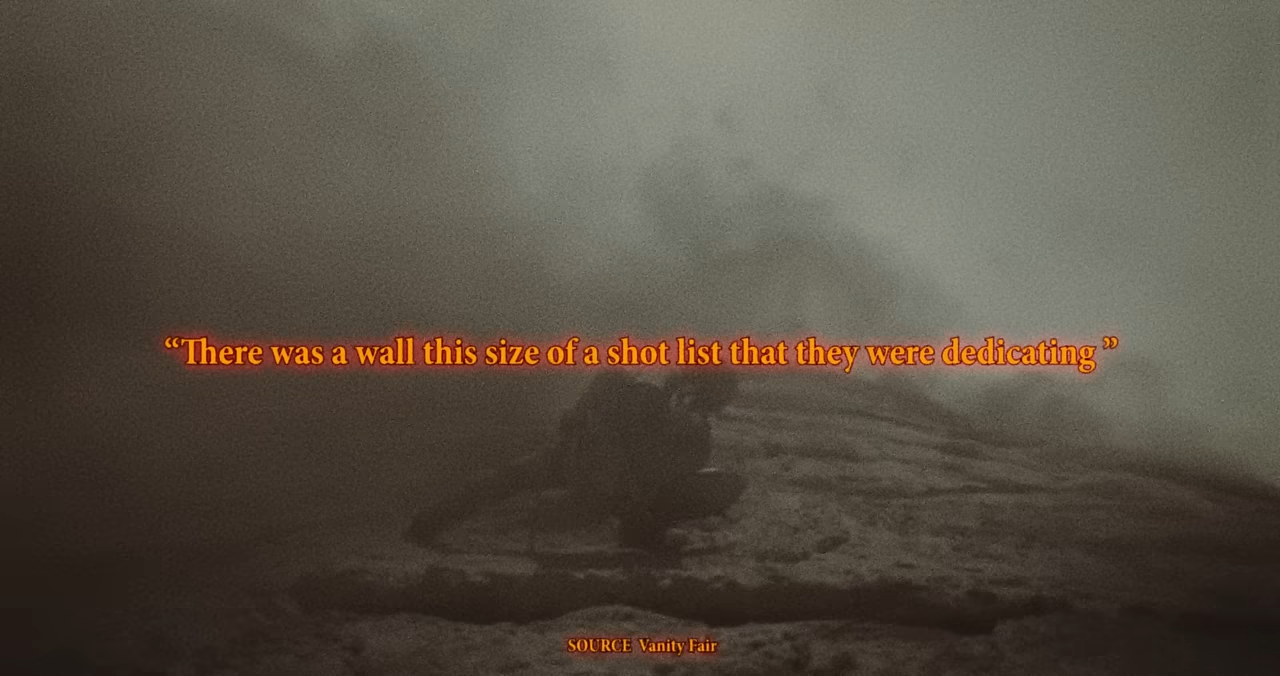 “There was a wall this size of a shot list that they were dedicating ”
SOURCE Vanity Fair